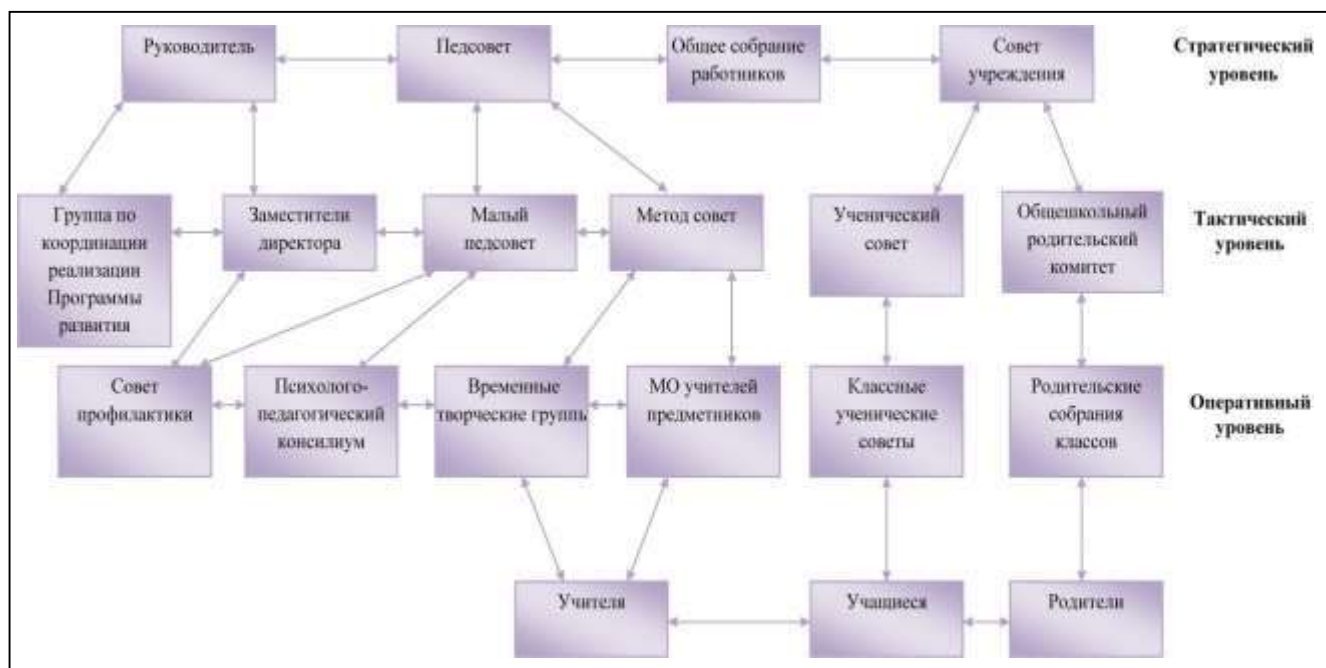 Руководитель
Педсовет
Общее собрание
работников
Совет
учреждения
Стратегический
уровень
Группа по
координации
реализации
Программы
развития
Заместители
директора
Малый
педсовет
Метод совет
Ученический
совет
Общешкольный
родительский
комитет
Тактический
уровень
Совет
профилактики
Психолого-
педагогический
консилиум
Временные
творческие группь
МО учителей
предметников
Классные
ученические
советы
Родительские
собрания
классов
Оперативный
уровень
Учителя
Учащиеся
Родители